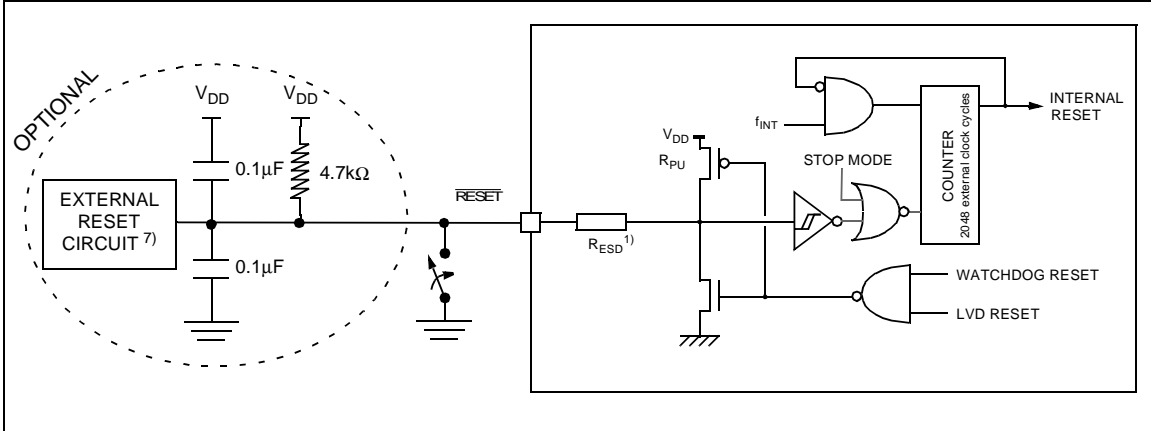 OPTIONAL
VDD
VDD
0.1µF
4.7kΩ
EXTERNAL
RESET
CIRCUIT 7)
0.1µF
RESET
RESD1)
VDD
RPU
STOP MODE
fINT
COUNTER
2048 external clock cycles
INTERNAL
RESET
WATCHDOG RESET
LVD RESET